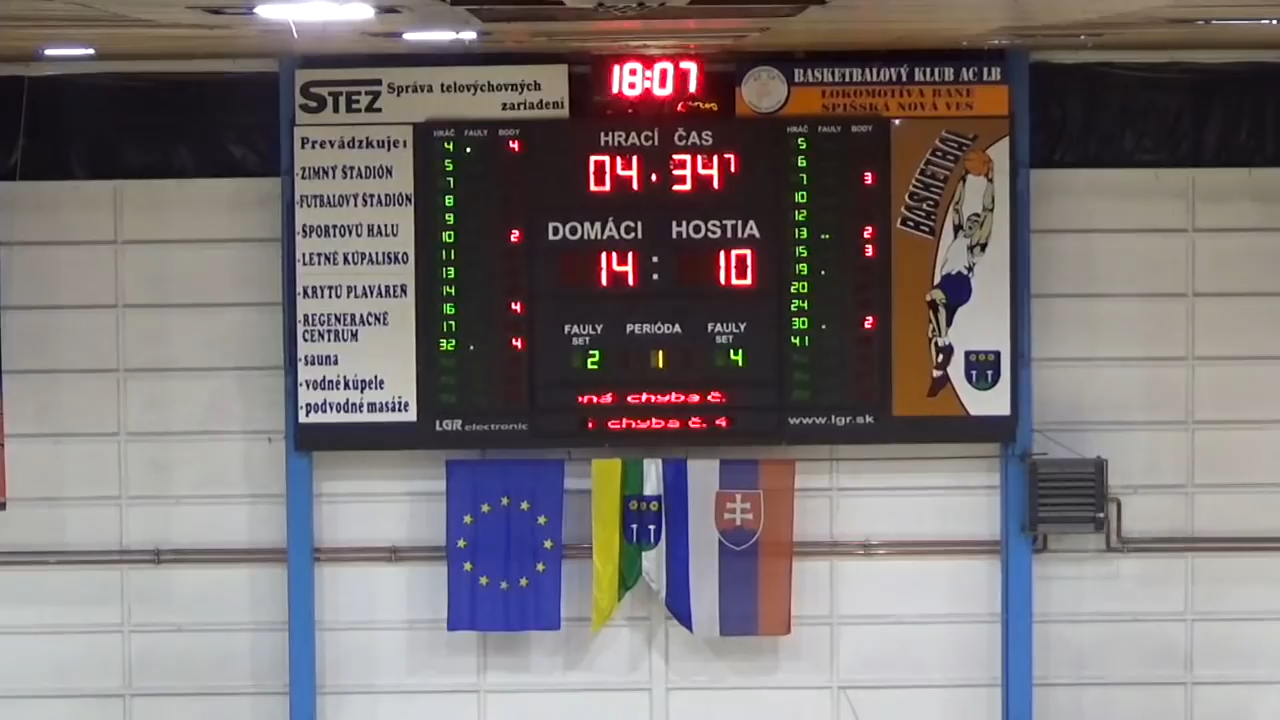 STEZ Správa telovýchovných
zariadení
18:07
BASKETBALOVÝ KLUB AC LB
LOKOMOTÍVA RANE
SPIŠSKÁ NOVÁ VES
Prevádzkuje:
·ZIMNÝ ŠTADIÓN
·FUTBALOVÝ ŠTADIÓN
·ŠPORTOVÚ HALU
·LETNÉ KÚPALISKO
·KRYTÚ PLAVÁREŇ
·REGENERAČNÉ
CENTRUM
·sauna
·vodné kúpele
·podvodné masáže
HRÁČ FAULY BODY
4 . 4
5
7
8
9
10 2
11
13
14
16 4
17
32 . 4
LGR electronic
HRACÍ ČAS
04.347
DOMÁCI HOSTIA
14 : 10
FAULY SET PERIÓDA FAULY SET
2 1 4
ná chyba č.
chyba č. 4
HRÁČ FAULY BODY
5
6
7 3
10
12
13 .. 2
15 3
19 .
20
24
30 . 2
41
www.lgr.sk
BASKETBAL